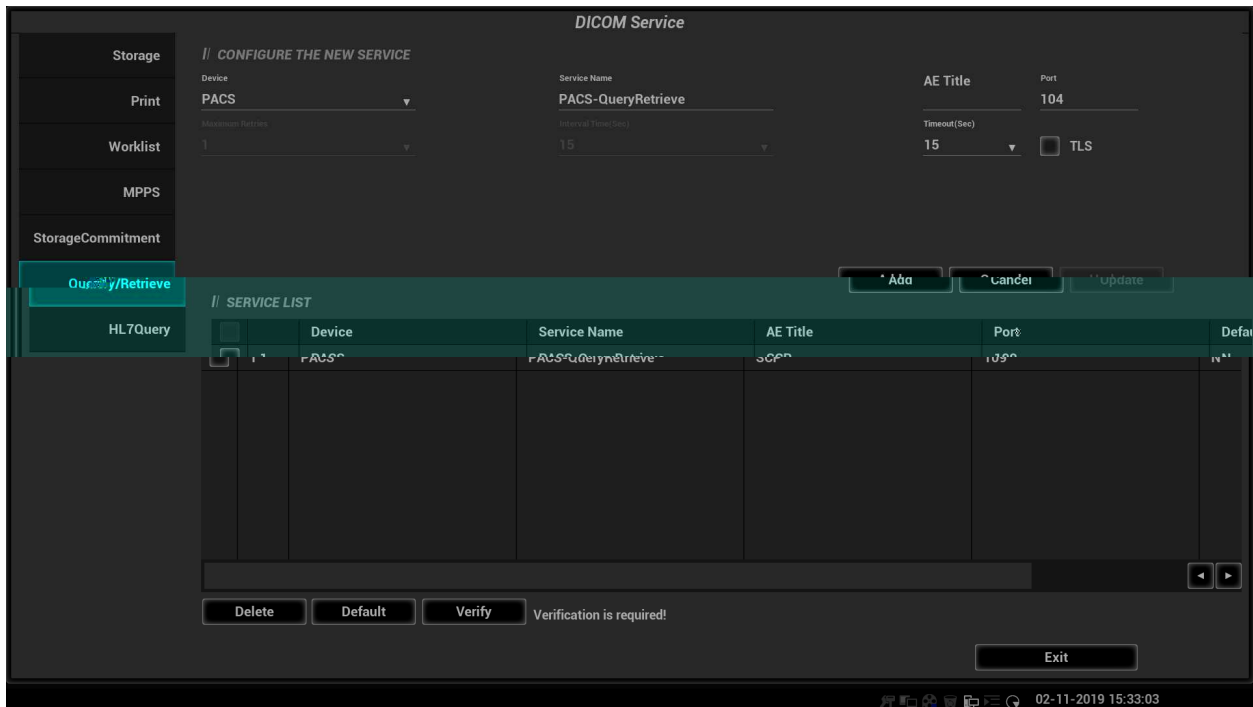 DICOM Service
Storage
Print
Worklist
MPPS
StorageCommitment
HL7Query
// CONFIGURE THE NEW SERVICE
Device
PACS
Service Name
PACS-QueryRetrieve
AE Title
Port
104
Maximum Retries
1
Interval Time(Sec)
15
Timeout(Sec)
15
TLS
Cancel
Update
// SERVICE LIST
Device Service Name AE Title Port
Delete Default Verify Verification is required!
Exit
02-11-2019 15:33:03